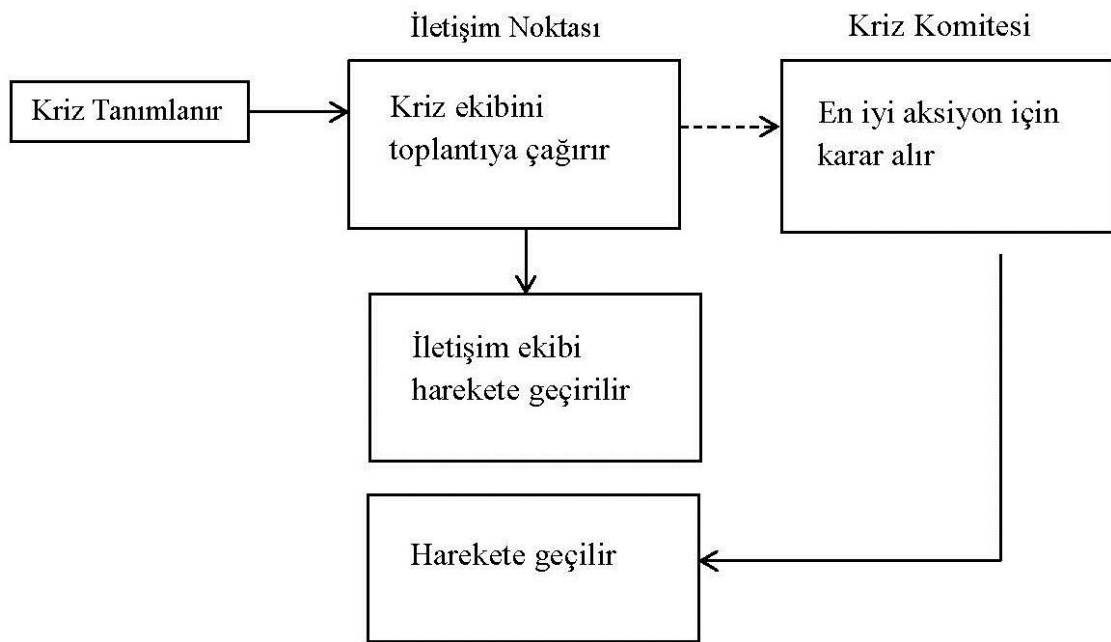 İletişim Noktası
Kriz Komitesi
Kriz Tanımlanır
Kriz ekibini
toplantıya çağırır
En iyi aksiyon için
karar alır
İletişim ekibi
harekete geçirilir
Harekete geçilir